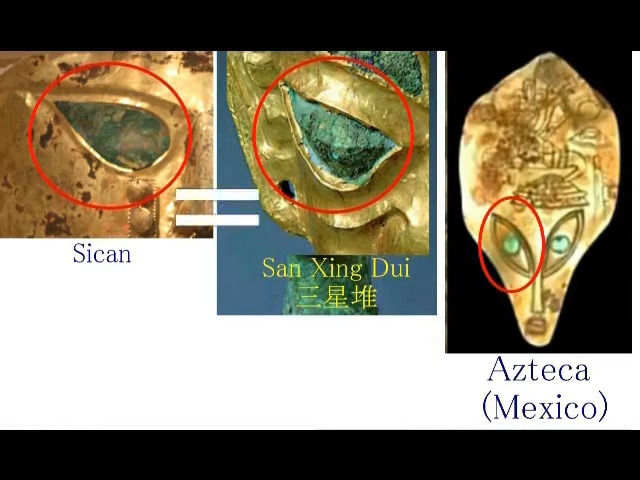 Sican
San Xing Dui
三星堆
Azteca
(Mexico)